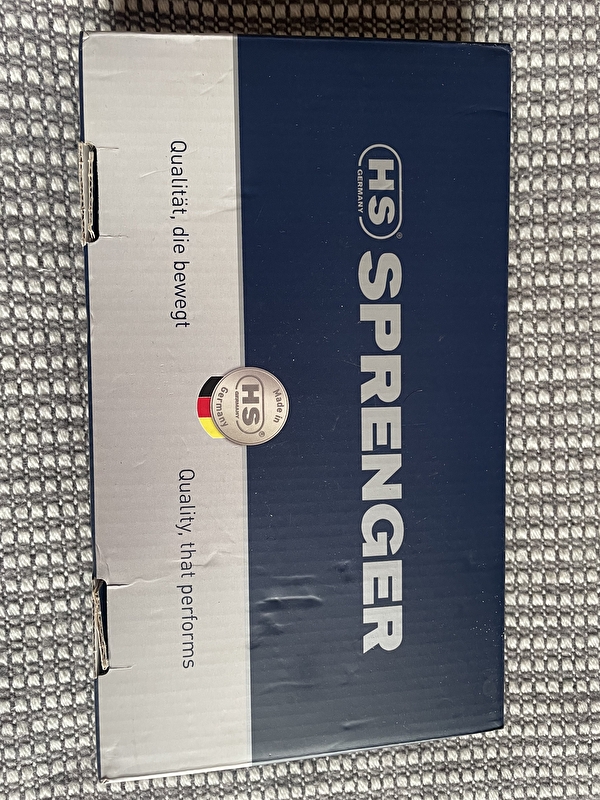 HS
GERMANY
®
SPRENGER
Made in
HS
GERMANY
®
Germany
Qualität, die bewegt
Quality, that performs